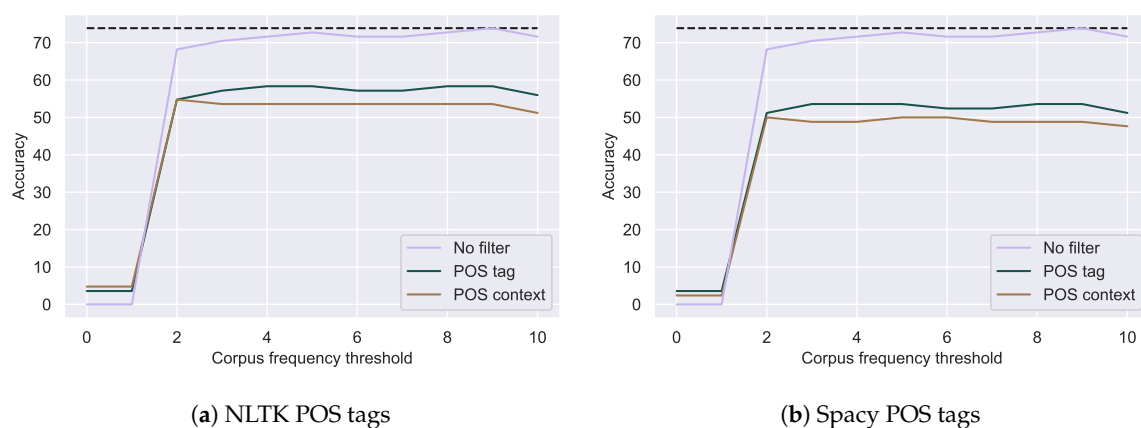 70
60
50
40
30
20
10
0
Accuracy
No filter
POS tag
POS context
0 2 4 6 8 10
Corpus frequency threshold
(a) NLTK POS tags
70
60
50
40
30
20
10
0
Accuracy
No filter
POS tag
POS context
0 2 4 6 8 10
Corpus frequency threshold
(b) Spacy POS tags